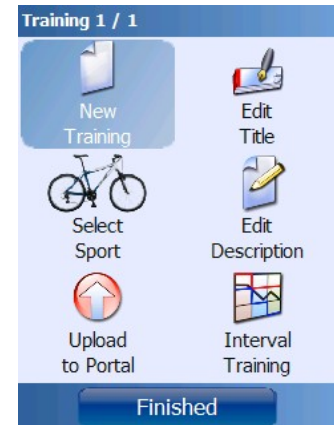 Training 1 / 1
New
Training
Edit
Title
Select
Sport
Edit
Description
Upload
to Portal
Interval
Training
Finished